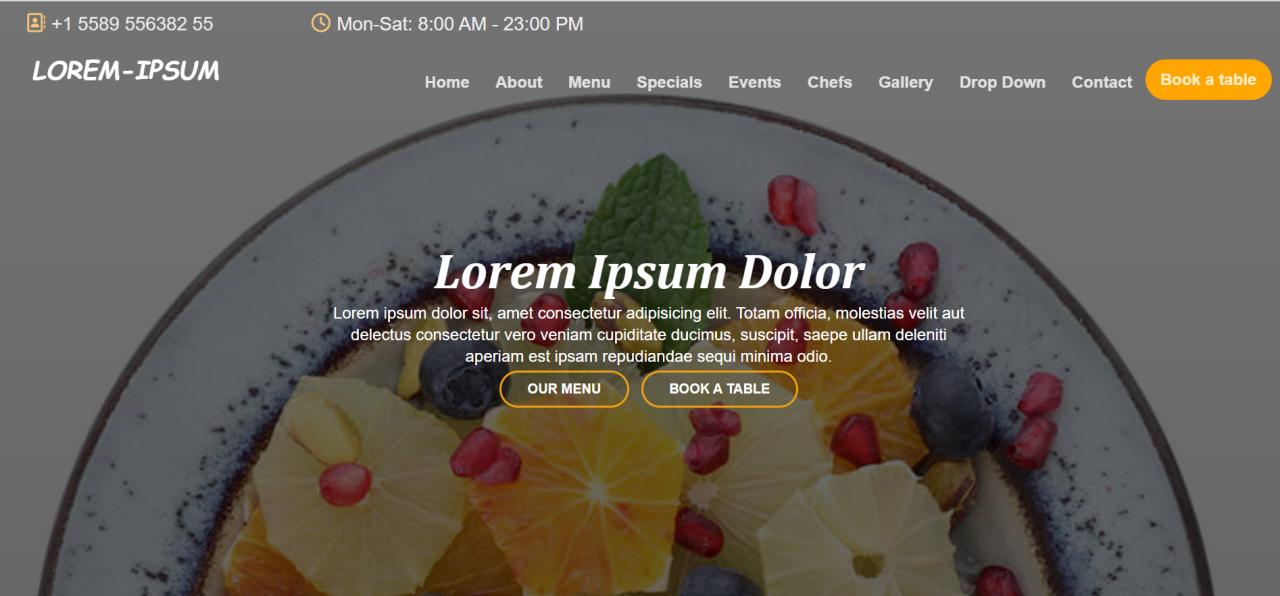 +1 5589 556382 55
Mon-Sat: 8:00 AM - 23:00 PM
LOREM-IPSUM
Home About Menu Specials Events Chefs Gallery Drop Down Contact Book a table
Lorem Ipsum Dolor
Lorem ipsum dolor sit, amet consectetur adipisicing elit. Totam officia, molestias velit aut
delectus consectetur vero veniam cupiditate ducimus, suscipit, saepe ullam deleniti
aperiam est ipsam repudiandae sequi minima odio.
OUR MENU BOOK A TABLE